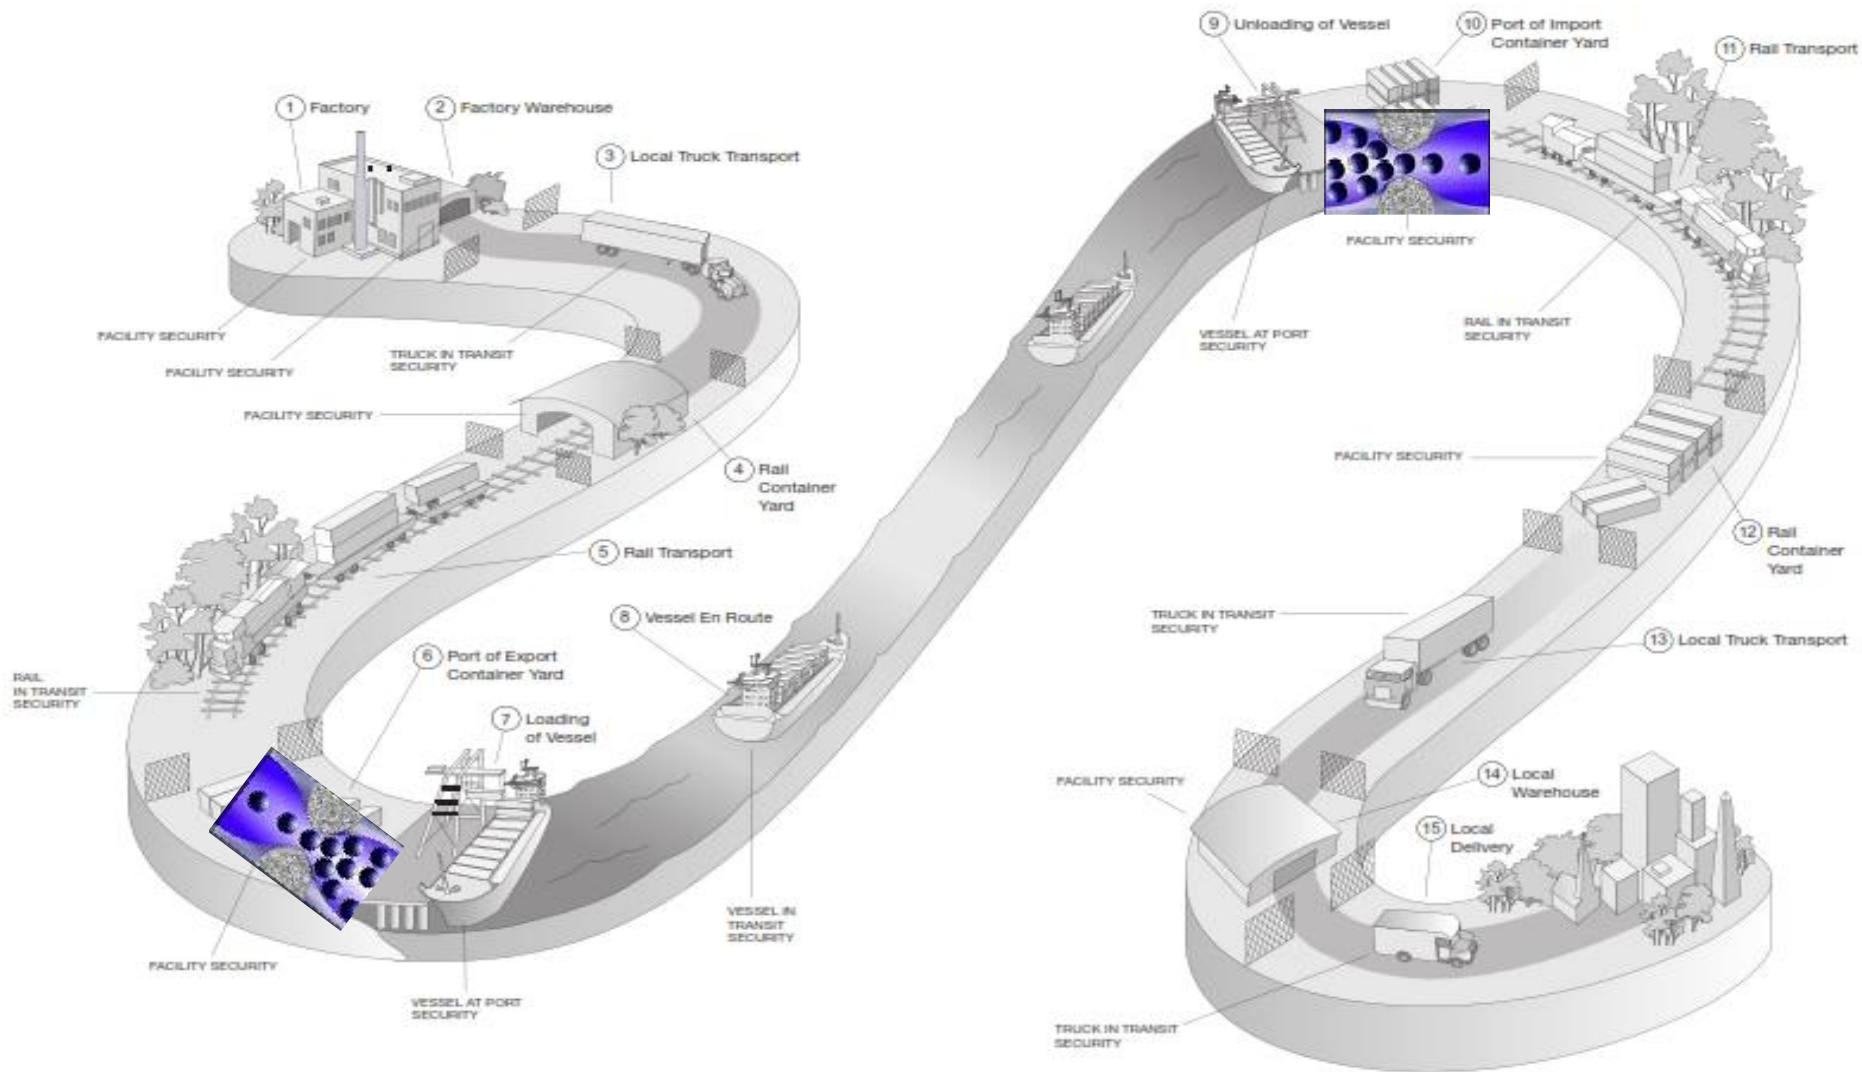 1 Factory
2 Factory Warehouse
3 Local Truck Transport
FACILITY SECURITY
FACILITY SECURITY
TRUCK IN TRANSIT
SECURITY
FACILITY SECURITY
4 Rail
Container
Yard
5 Rail Transport
RAIL
IN TRANSIT
SECURITY
6 Port of Export
Container Yard
7 Loading
of Vessel
8 Vessel En Route
FACILITY SECURITY
VESSEL AT PORT
SECURITY
VESSEL IN
TRANSIT
SECURITY
9 Unloading of Vessel
10 Port of Import
Container Yard
11 Rail Transport
FACILITY SECURITY
VESSEL AT PORT
SECURITY
RAIL IN TRANSIT
SECURITY
FACILITY SECURITY
12 Rail
Container
Yard
TRUCK IN TRANSIT
SECURITY
13 Local Truck Transport
FACILITY SECURITY
14 Local
Warehouse
15 Local
Delivery
TRUCK IN TRANSIT
SECURITY